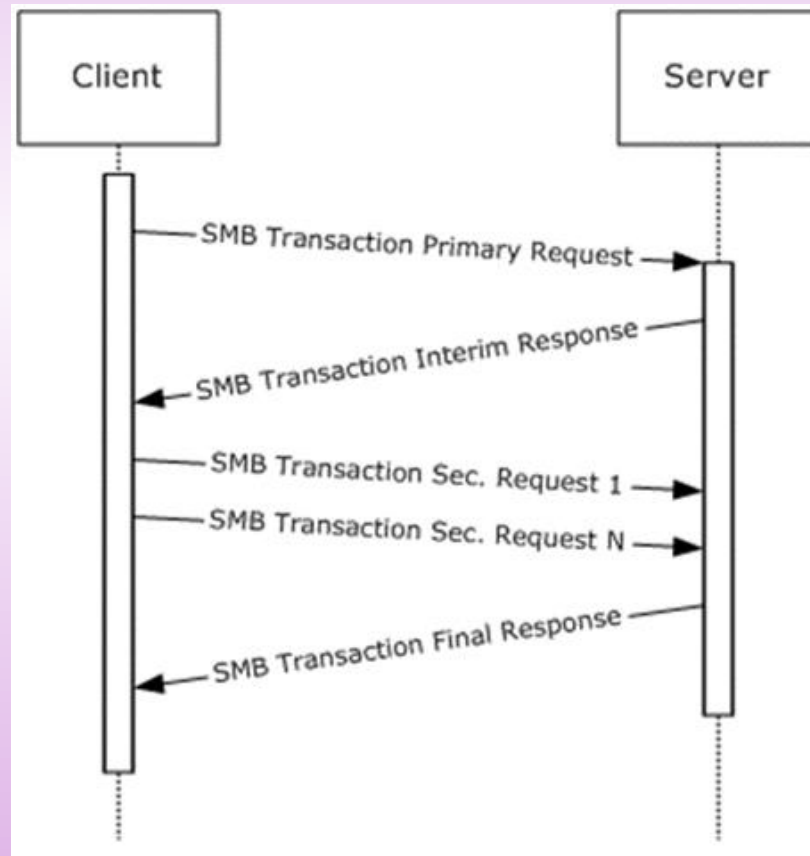 Client
Server
SMB Transaction Primary Request
SMB Transaction Interim Response
SMB Transaction Sec. Request 1
SMB Transaction Sec. Request N
SMB Transaction Final Response